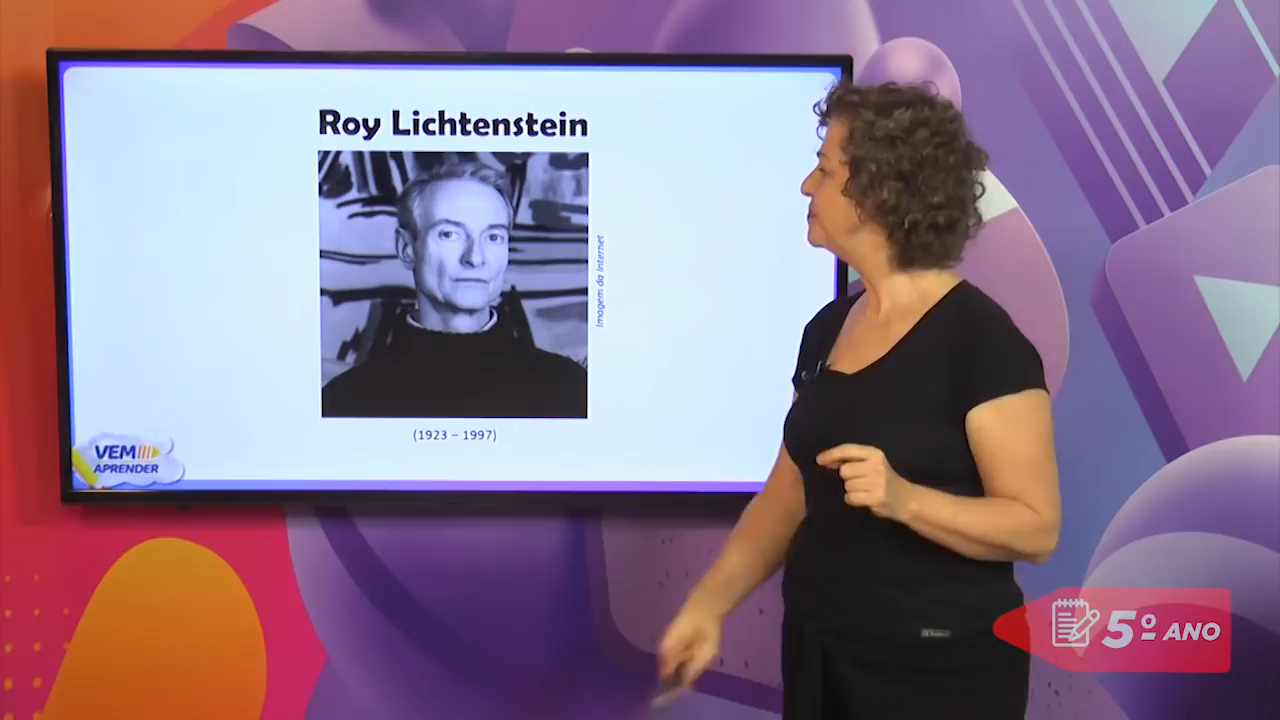 Roy Lichtenstein
Imagem da Internet
(1923 – 1997)
VEM
APRENDER
5º ANO